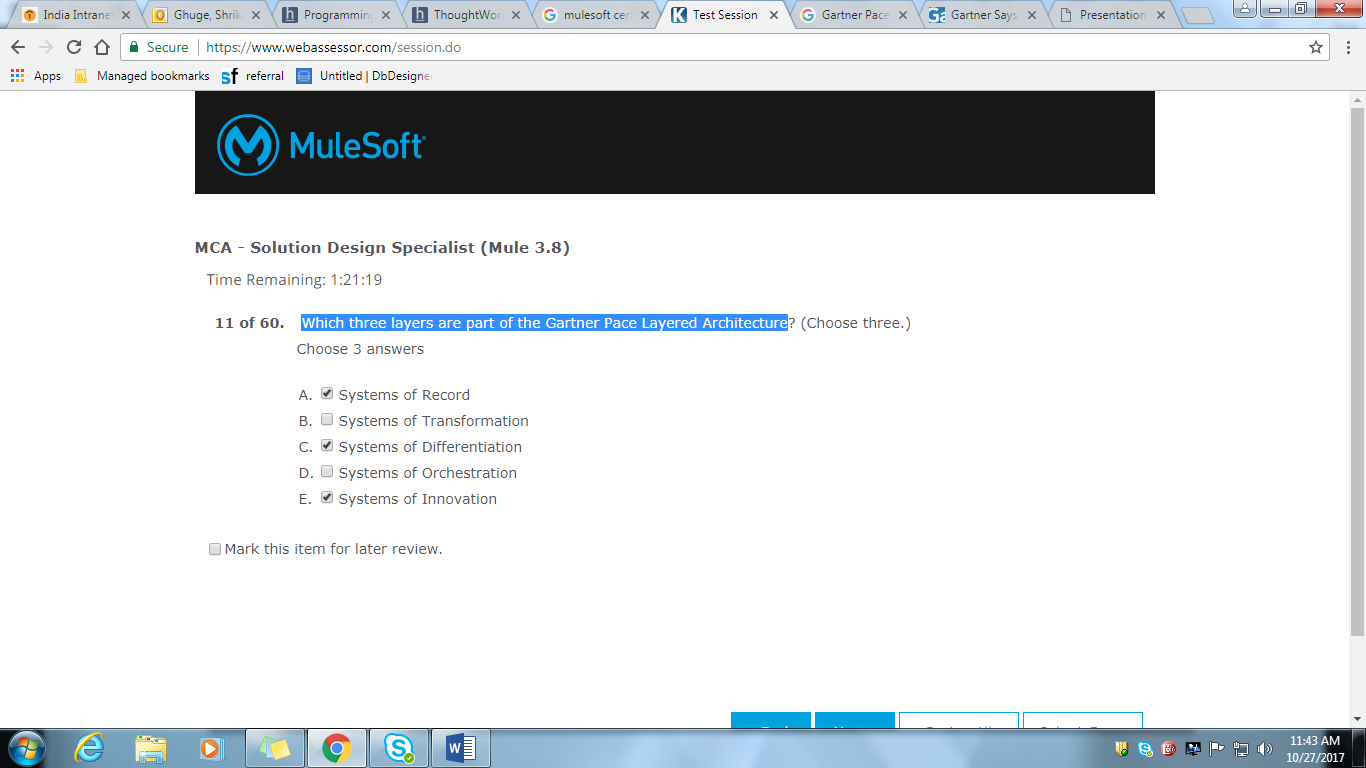 India Intrane
Ghuge, Shrik
Programming
ThoughtWor
mulesoft cer
Test Session
Gartner Pace
Gartner Says
Presentation
Secure
https://www.webassessor.com/session.do
Apps
Managed bookmarks
sf referral
Untitled | DbDesigner
MuleSoft
MCA - Solution Design Specialist (Mule 3.8)
Time Remaining: 1:21:19
11 of 60. Which three layers are part of the Gartner Pace Layered Architecture? (Choose three.)
Choose 3 answers
A. Systems of Record
B. Systems of Transformation
C. Systems of Differentiation
D. Systems of Orchestration
E. Systems of Innovation
Mark this item for later review.
11:43 AM
10/27/2017